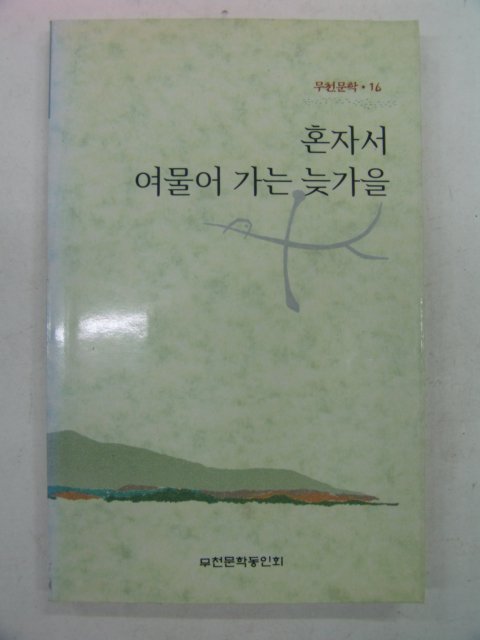 무천문학 • 16
혼자서
여물어 가는 늦가을
무천문학동인회